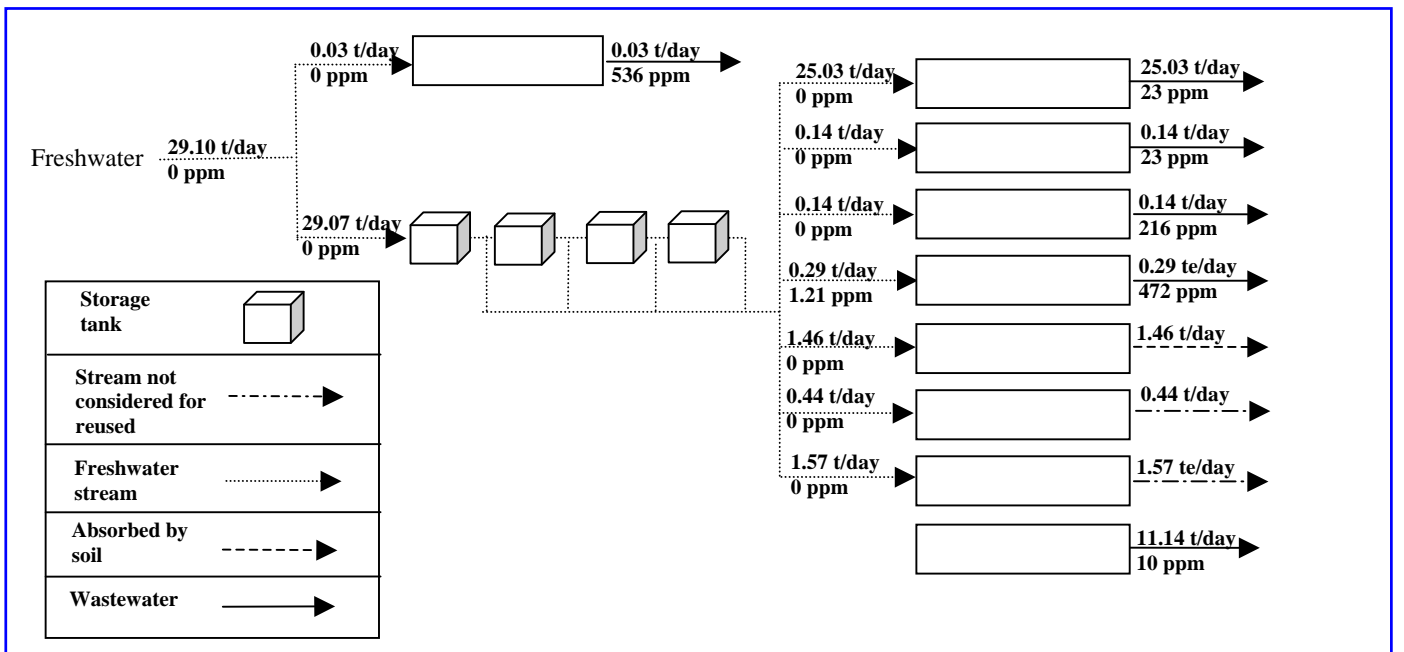 Freshwater
29.10 t/day
0 ppm
0.03 t/day
0 ppm
0.03 t/day
536 ppm
29.07 t/day
0 ppm
25.03 t/day
0 ppm
25.03 t/day
23 ppm
0.14 t/day
0 ppm
0.14 t/day
23 ppm
0.14 t/day
0 ppm
0.14 t/day
216 ppm
0.29 t/day
1.21 ppm
0.29 te/day
472 ppm
1.46 t/day
0 ppm
1.46 t/day
0.44 t/day
0 ppm
0.44 t/day
1.57 t/day
0 ppm
1.57 te/day
11.14 t/day
10 ppm
Storage
tank
Stream not
considered for
reused
Freshwater
stream
Absorbed by
soil
Wastewater